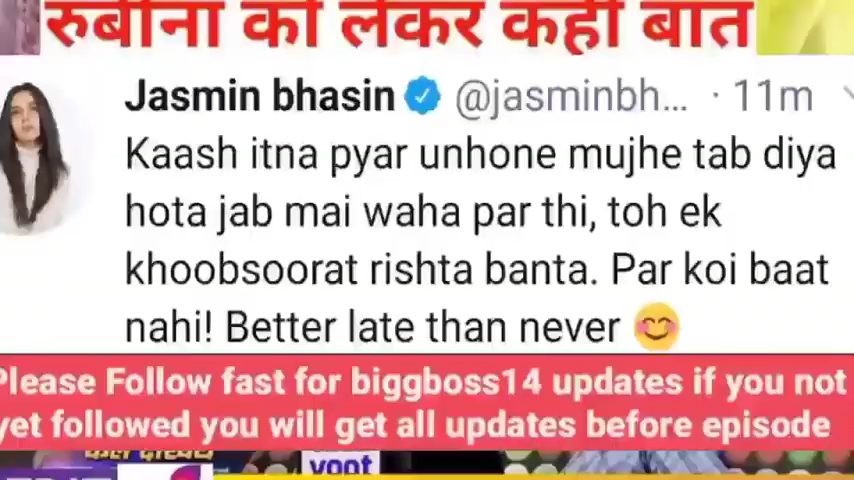 रुबीना को लेकर कही बात
Jasmin bhasin @jasminbh... · 11m
Kaash itna pyar unhone mujhe tab diya
hota jab mai waha par thi, toh ek
khoobsoorat rishta banta. Par koi baat
nahi! Better late than never 😊
Please Follow fast for biggboss14 updates if you not
yet followed you will get all updates before episode
voot